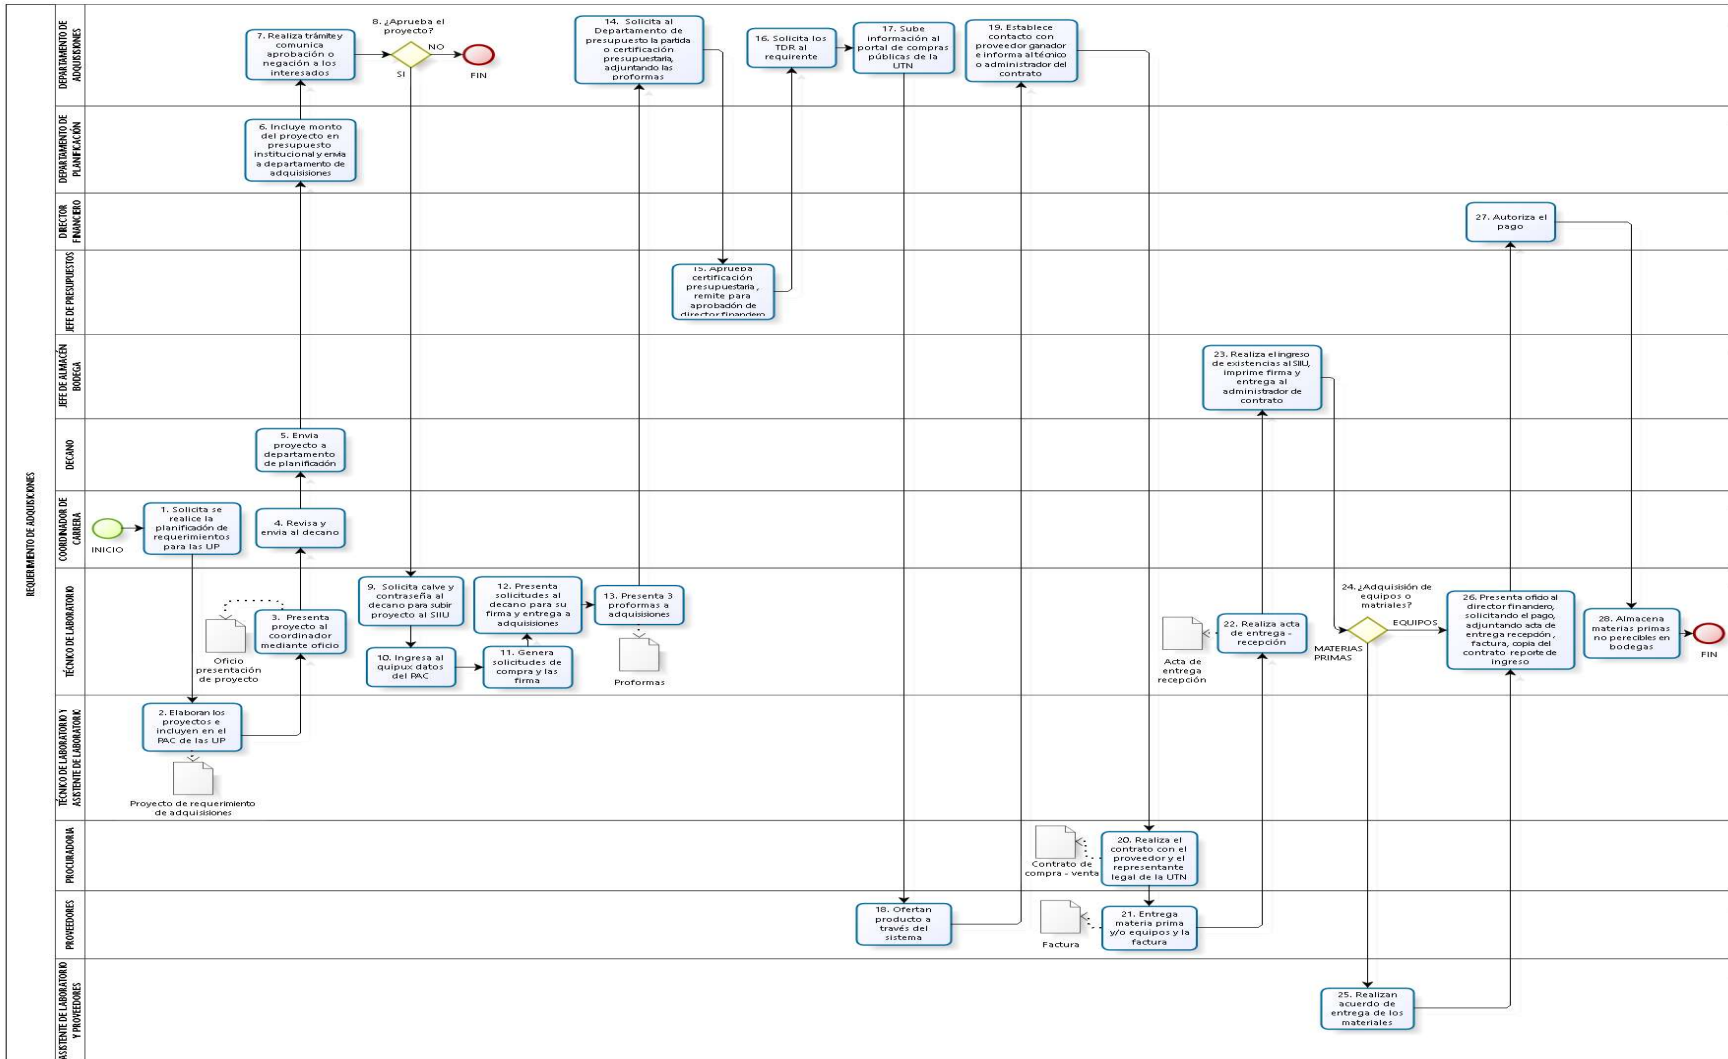 REQUERIMIENTO DE ADQUISICIONES
DEPARTAMENTO DE
ADQUISICIONES
7. Realiza trámite y
comunica
aprobación o
negación a los
interesados
8. ¿Aprueba el
proyecto?
NO
SI
FIN
14. Solicita al
Departamento de
presupuesto la partida
o certificación
presupuestaria,
adjuntando las
proformas
16. Solicita los
TDR al
requirente
17. Sube
información al
portal de compras
públicas de la
UTN
19. Establece
contacto con
proveedor ganador
e informa al técnico
o administrador del
contrato
DEPARTAMENTO DE
PLANIFICACIÓN
6. Incluye monto
del proyecto en
presupuesto
institucional y envia
a departamento de
adquisisiones
DIRECTOR
FINANCIERO
27. Autoriza el
pago
JEFE DE PRESUPUESTOS
15. Aprueba
certificación
presupuestaria,
remite para
aprobación de
director financiero
JEFE DE ALMACÉN
BODEGA
23. Realiza el ingreso
de existencias al SIIU,
imprime firma y
entrega al
administrador de
contrato
DECANO
5. Envia
proyecto a
departamento
de planificación
COORDINADOR DE
CARRERA
INICIO
1. Solicita se
realice la
planificación de
requerimientos
para las UP
4. Revisa y
envia al decano
TÉCNICO DE LABORATORIO
3. Presenta
proyecto al
coordinador
mediante oficio
Oficio
presentación
de proyecto
9. Solicita calve y
contraseña al
decano para subir
proyecto al SIIU
10. Ingresa al
quipux datos
del PAC
11. Genera
solicitudes de
compra y las
firma
12. Presenta
solicitudes al
decano para su
firma y entrega a
adquisiciones
13. Presenta 3
proformas a
adquisiciones
Proformas
22. Realiza acta
de entrega -
recepción
Acta de
entrega
recepción
24. ¿Adquisisión de
equipos o
matriales?
EQUIPOS
MATERIAS
PRIMAS
26. Presenta oficio al
director financiero,
solicitando el pago,
adjuntando acta de
entrega recepción,
factura, copia del
contrato reporte de
ingreso
28. Almacena
materias primas
no perecibles en
bodegas
FIN
TÉCNICO DE LABORATORIO Y
ASISTENTE DE LABORATORIO
2. Elaboran los
proyectos e
incluyen en el
PAC de las UP
Proyecto de requerimiento
de adquisiciones
PROCURADORIA
Contrato de
compra - venta
20. Realiza el
contrato con el
proveedor y el
representante
legal de la UTN
PROVEEDORES
18. Ofertan
producto a
través del
sistema
Factura
21. Entrega
materia prima
y/o equipos y la
factura
ASISTENTE DE LABORATORIO
Y PROVEEDORES
25. Realizan
acuerdo de
entrega de los
materiales